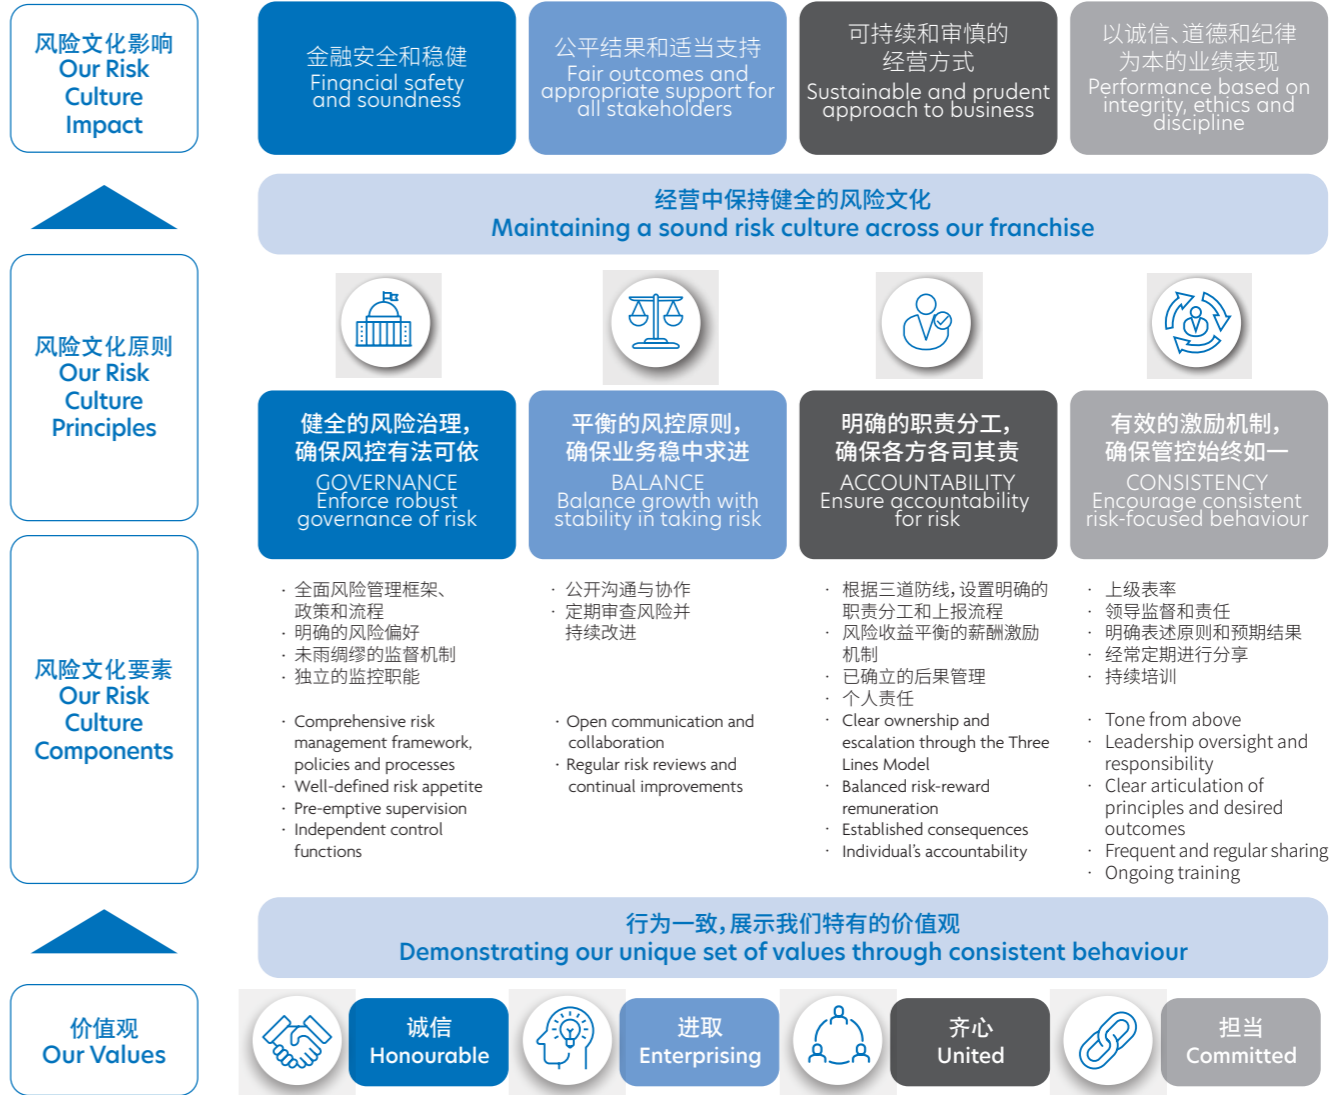 风险文化影响
Our Risk
Culture
Impact
金融安全和稳健
Financial safety
and soundness
公平结果和适当支持
Fair outcomes and
appropriate support for
all stakeholders
可持续和审慎的
经营方式
Sustainable and prudent
approach to business
以诚信、道德和纪律
为本的业绩表现
Performance based on
integrity, ethics and
discipline
经营中保持健全的风险文化
Maintaining a sound risk culture across our franchise
风险文化原则
Our Risk
Culture
Principles
健全的风险治理，
确保风控有法可依
GOVERNANCE
Enforce robust
governance of risk
平衡的风控原则，
确保业务稳中求进
BALANCE
Balance growth with
stability in taking risk
明确的职责分工，
确保各方各司其责
ACCOUNTABILITY
Ensure accountability
for risk
有效的激励机制，
确保管控始终如一
CONSISTENCY
Encourage consistent
risk-focused behaviour
风险文化要素
Our Risk
Culture
Components
· 全面风险管理框架、
政策和流程
· 明确的风险偏好
· 未雨绸缪的监督机制
· 独立的监控职能
· Comprehensive risk
management framework,
policies and processes
· Well-defined risk appetite
· Pre-emptive supervision
· Independent control
functions
· 公开沟通与协作
· 定期审查风险并
持续改进
· Open communication and
collaboration
· Regular risk reviews and
continual improvements
· 根据三道防线，设置明确的
职责分工和上报流程
· 风险收益平衡的薪酬激励
机制
· 已确立的后果管理
· 个人责任
· Clear ownership and
escalation through the Three
Lines Model
· Balanced risk-reward
remuneration
· Established consequences
· Individual's accountability
· 上级表率
· 领导监督和责任
· 明确表述原则和预期结果
· 经常定期进行分享
· 持续培训
· Tone from above
· Leadership oversight and
responsibility
· Clear articulation of
principles and desired
outcomes
· Frequent and regular sharing
· Ongoing training
行为一致，展示我们特有的价值观
Demonstrating our unique set of values through consistent behaviour
价值观
Our Values
诚信
Honourable
进取
Enterprising
齐心
United
担当
Committed